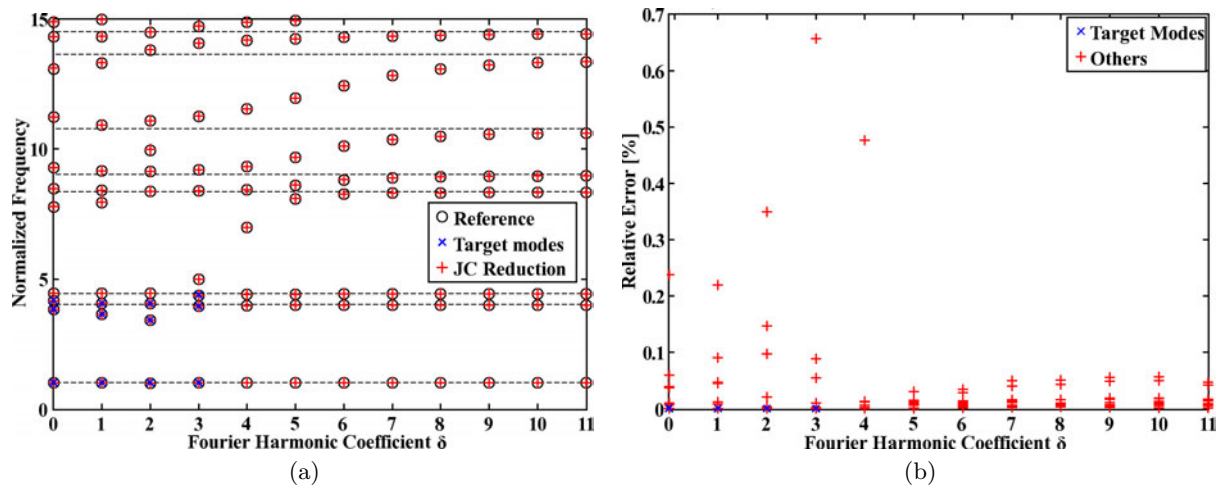 15
10
5
0
Normalized Frequency
Reference
Target modes
JC Reduction
0 1 2 3 4 5 6 7 8 9 10 11
Fourier Harmonic Coefficient δ
(a)
0.7
0.6
0.5
0.4
0.3
0.2
0.1
0
Relative Error [%]
Target Modes
Others
0 1 2 3 4 5 6 7 8 9 10 11
Fourier Harmonic Coefficient δ
(b)